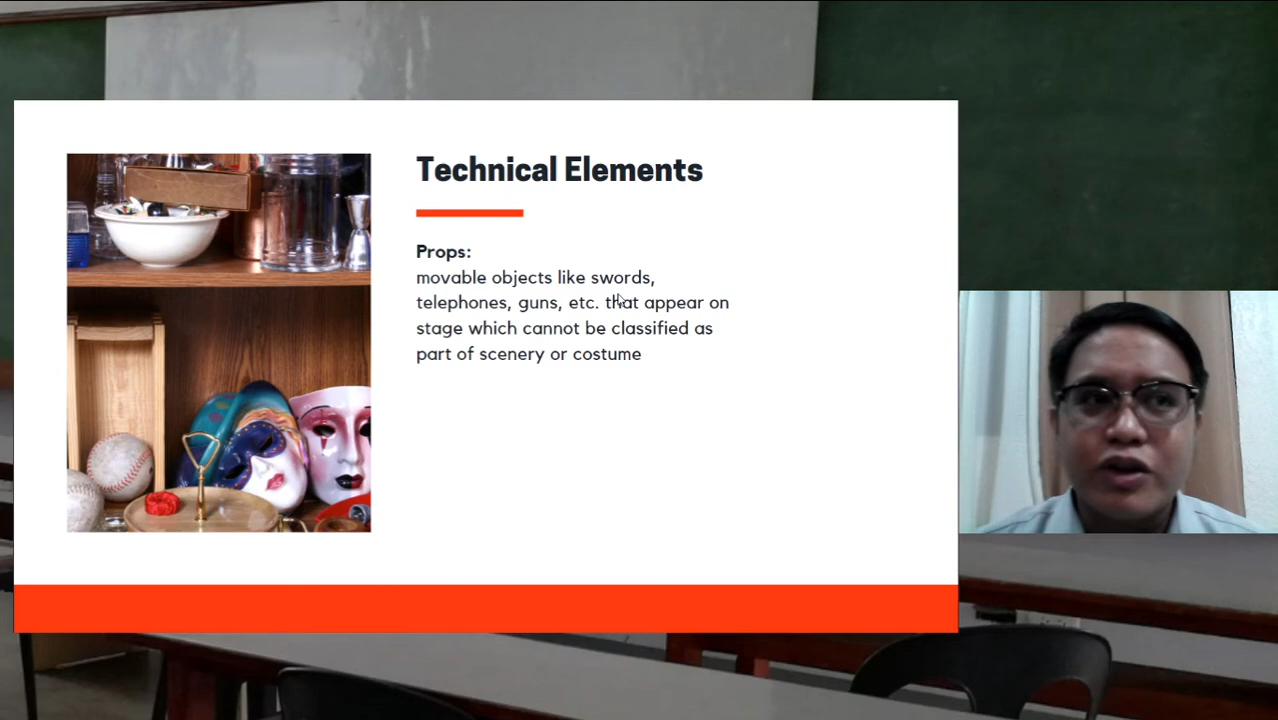 Technical Elements
Props:
movable objects like swords,
telephones, guns, etc. that appear on
stage which cannot be classified as
part of scenery or costume